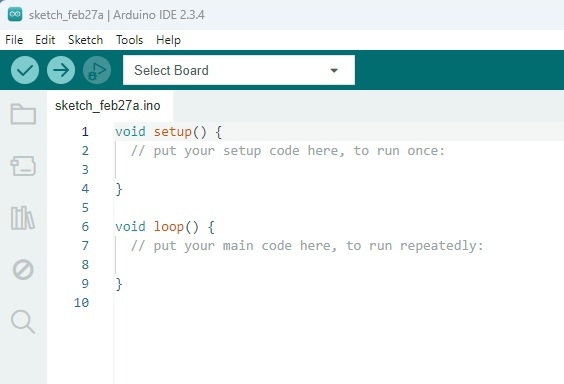 sketch_feb27a | Arduino IDE 2.3.4
File Edit Sketch Tools Help
Select Board
sketch_feb27a.ino
1 void setup() {
2 // put your setup code here, to run once:
3
4 }
5
6 void loop() {
7 // put your main code here, to run repeatedly:
8
9 }
10